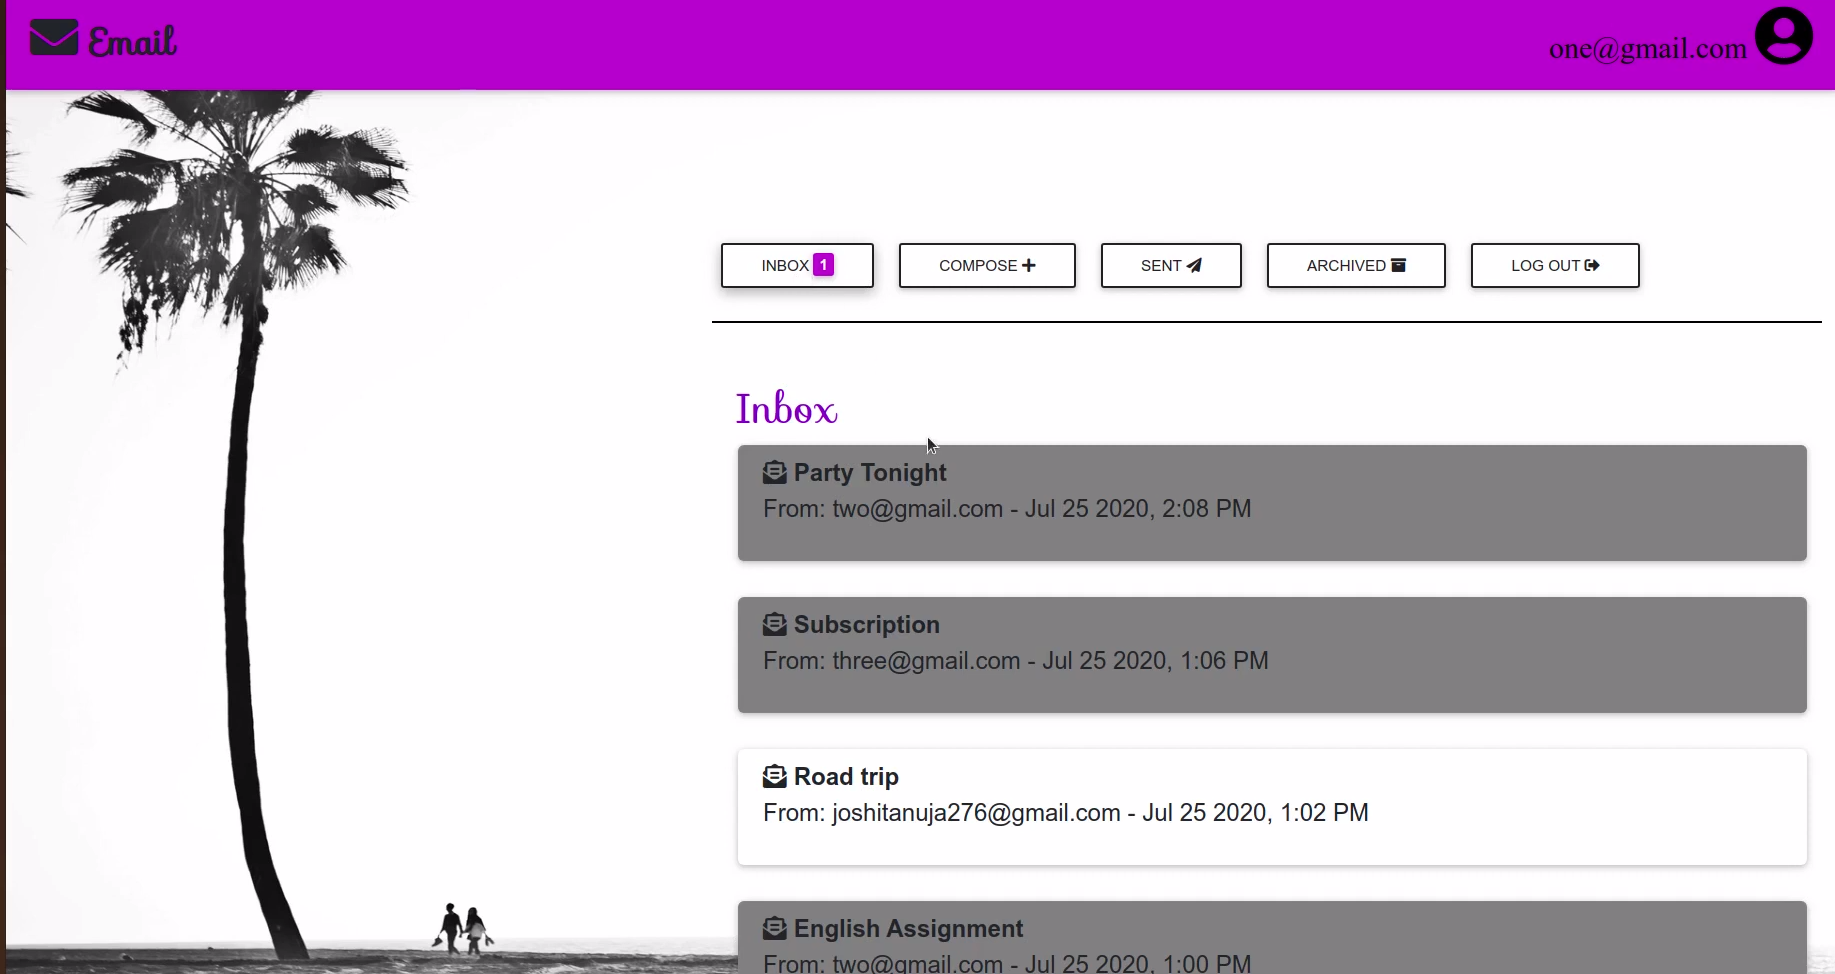 Email
one@gmail.com
INBOX 1
COMPOSE
SENT
ARCHIVED
LOG OUT
Inbox
Party Tonight
From: two@gmail.com - Jul 25 2020, 2:08 PM
Subscription
From: three@gmail.com - Jul 25 2020, 1:06 PM
Road trip
From: joshitanuja276@gmail.com - Jul 25 2020, 1:02 PM
English Assignment
From: two@gmail.com - Jul 25 2020, 1:00 PM